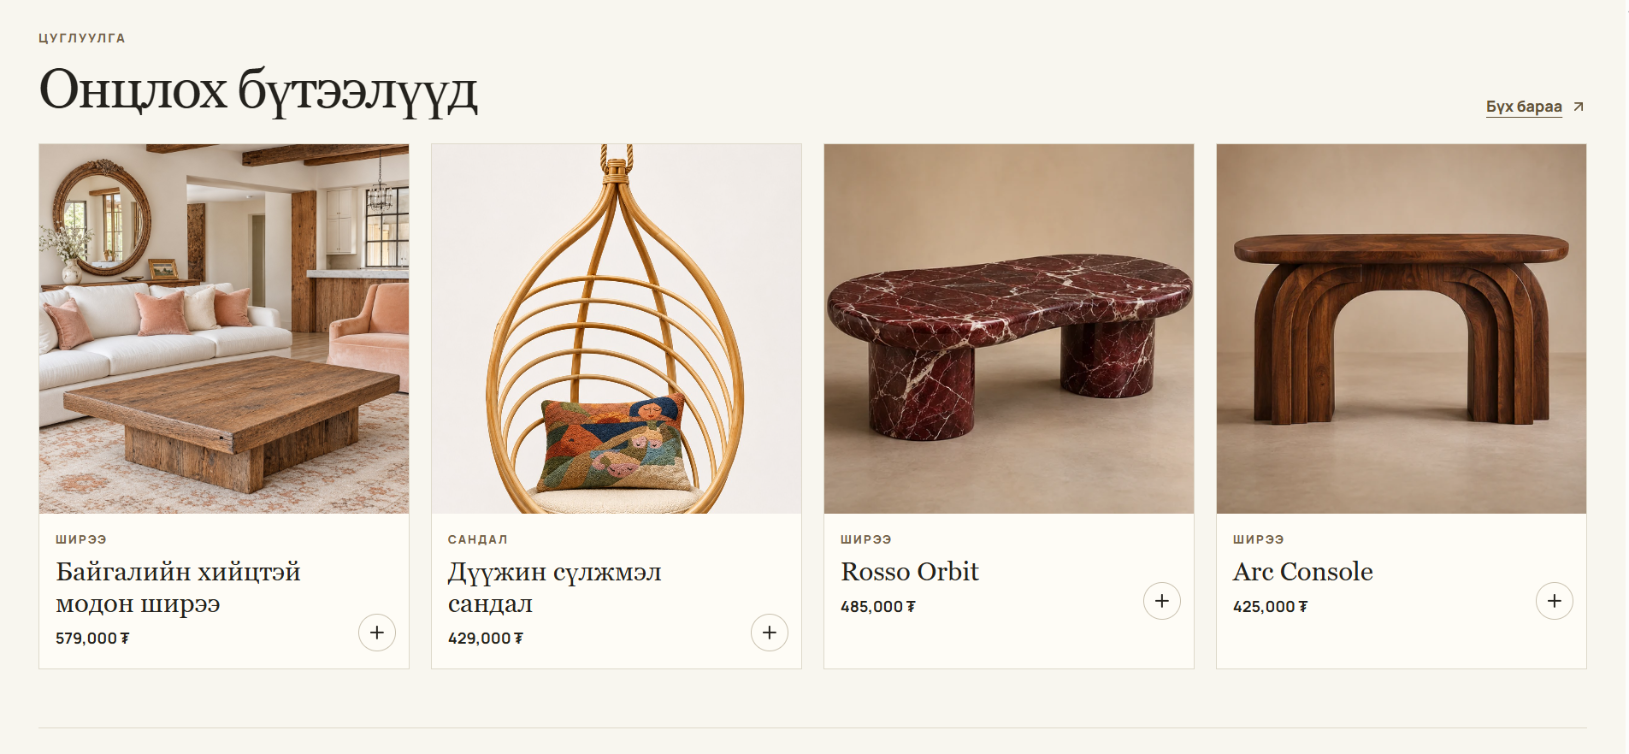 ЦУГЛУУЛГА
Онцлох бүтээлүүд
Бүх бараа
ШИРЭЭ
Байгалийн хийцтэй
модон ширээ
579,000 ₮
САНДАЛ
Дүүжин сүлжмэл
сандал
429,000 ₮
ШИРЭЭ
Rosso Orbit
485,000 ₮
ШИРЭЭ
Arc Console
425,000 ₮